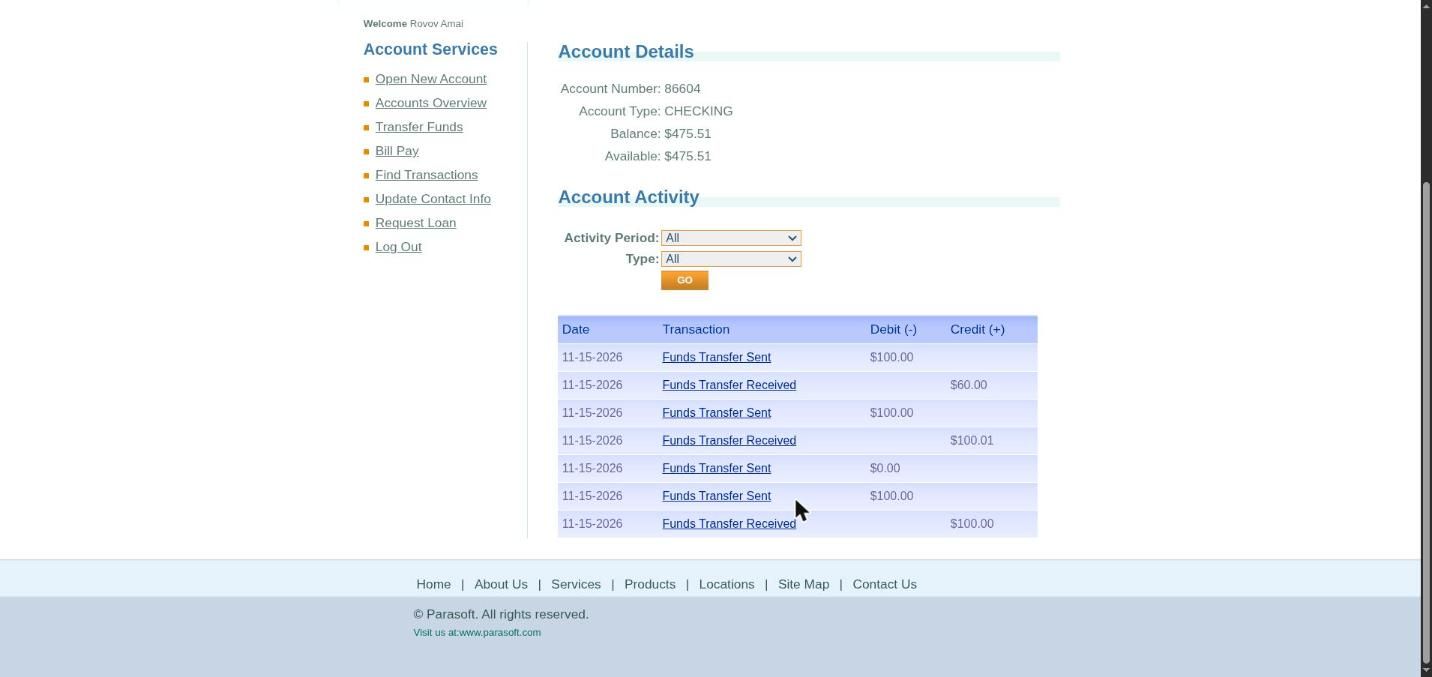 Welcome Rovov Amai
Account Services
Open New Account
Accounts Overview
Transfer Funds
Bill Pay
Find Transactions
Update Contact Info
Request Loan
Log Out
Account Details
Account Number: 86604
Account Type: CHECKING
Balance: $475.51
Available: $475.51
Account Activity
Activity Period: All
Type: All
GO
Date Transaction Debit (-) Credit (+)
11-15-2026 Funds Transfer Sent $100.00
11-15-2026 Funds Transfer Received $60.00
11-15-2026 Funds Transfer Sent $100.00
11-15-2026 Funds Transfer Received $100.01
11-15-2026 Funds Transfer Sent $0.00
11-15-2026 Funds Transfer Sent $100.00
11-15-2026 Funds Transfer Received $100.00
Home | About Us | Services | Products | Locations | Site Map | Contact Us
© Parasoft. All rights reserved.
Visit us at:www.parasoft.com